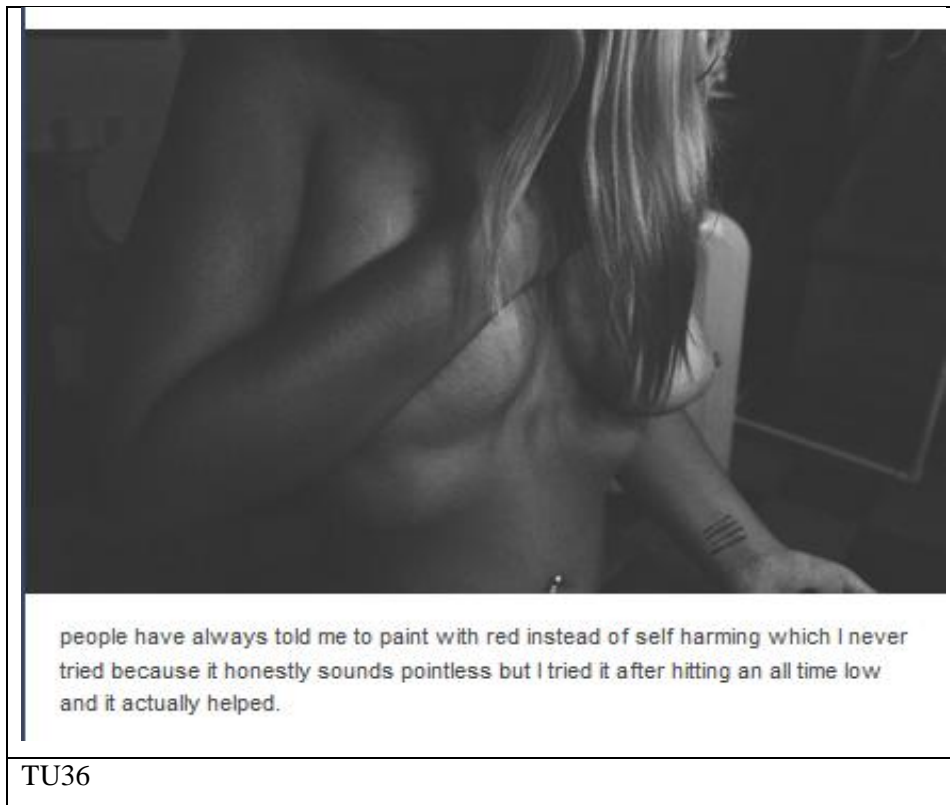 people have always told me to paint with red instead of self harming which I never
tried because it honestly sounds pointless but I tried it after hitting an all time low
and it actually helped.
TU36